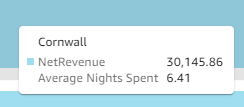 Cornwall
NetRevenue 30,145.86
Average Nights Spent 6.41